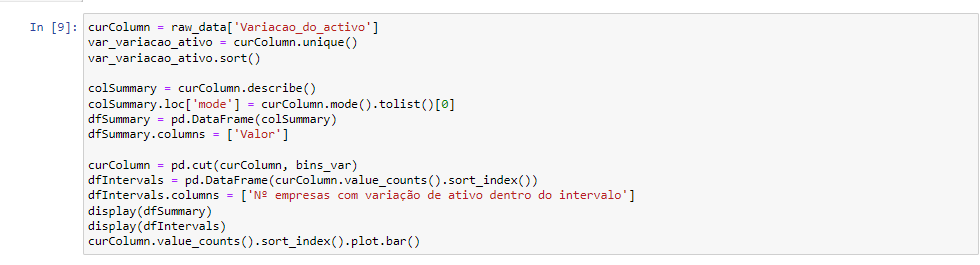 In [9]: curColumn = raw_data['Variacao_do_activo']
var_variacao_ativo = curColumn.unique()
var_variacao_ativo.sort()
colSummary = curColumn.describe()
colSummary.loc['mode'] = curColumn.mode().tolist()[0]
dfSummary = pd.DataFrame(colSummary)
dfSummary.columns = ['Valor']
curColumn = pd.cut(curColumn, bins_var)
dfIntervals = pd.DataFrame(curColumn.value_counts().sort_index())
dfIntervals.columns = ['Nº empresas com variação de ativo dentro do intervalo']
display(dfSummary)
display(dfIntervals)
curColumn.value_counts().sort_index().plot.bar()